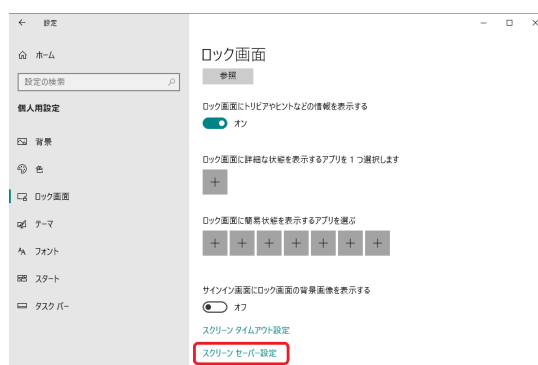 設定
ホーム
設定の検索
個人用設定
背景
色
ロック画面
テーマ
フォント
スタート
タスク バー
ロック画面
参照
ロック画面にトリビアやヒントなどの情報を表示する
オン
ロック画面に詳細な状態を表示するアプリを 1 つ選択します
ロック画面に簡易状態を表示するアプリを選ぶ
サインイン画面にロック画面の背景画像を表示する
オフ
スクリーン タイムアウト設定
スクリーン セーバー設定